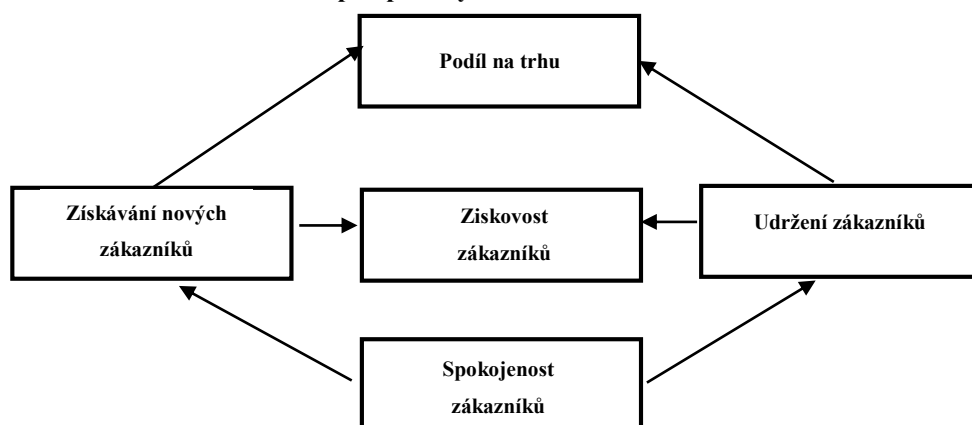 Podíl na trhu
Získávání nových
zákazníků
Ziskovost
zákazníků
Udržení zákazníků
Spokojenost
zákazníků